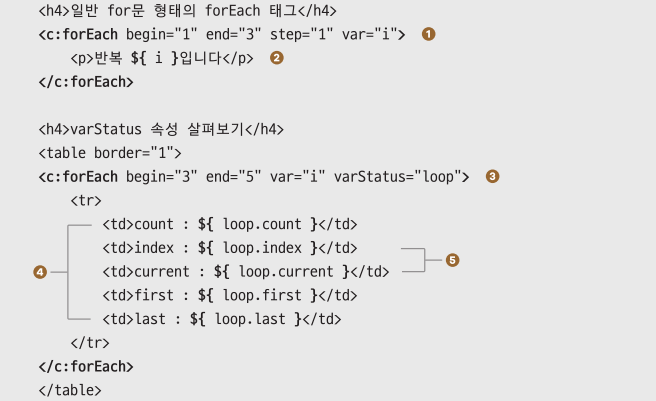 <h4>일반 for문 형태의 forEach 태그</h4>
<c:forEach begin="1" end="3" step="1" var="i"> ❶
<p>반복 ${ i }입니다</p> ❷
</c:forEach>
<h4>varStatus 속성 살펴보기</h4>
<table border="1">
<c:forEach begin="3" end="5" var="i" varStatus="loop"> ❸
<tr>
<td>count : ${ loop.count }</td>
<td>index : ${ loop.index }</td>
❹ <td>current : ${ loop.current }</td> ❺
<td>first : ${ loop.first }</td>
<td>last : ${ loop.last }</td>
</tr>
</c:forEach>
</table>